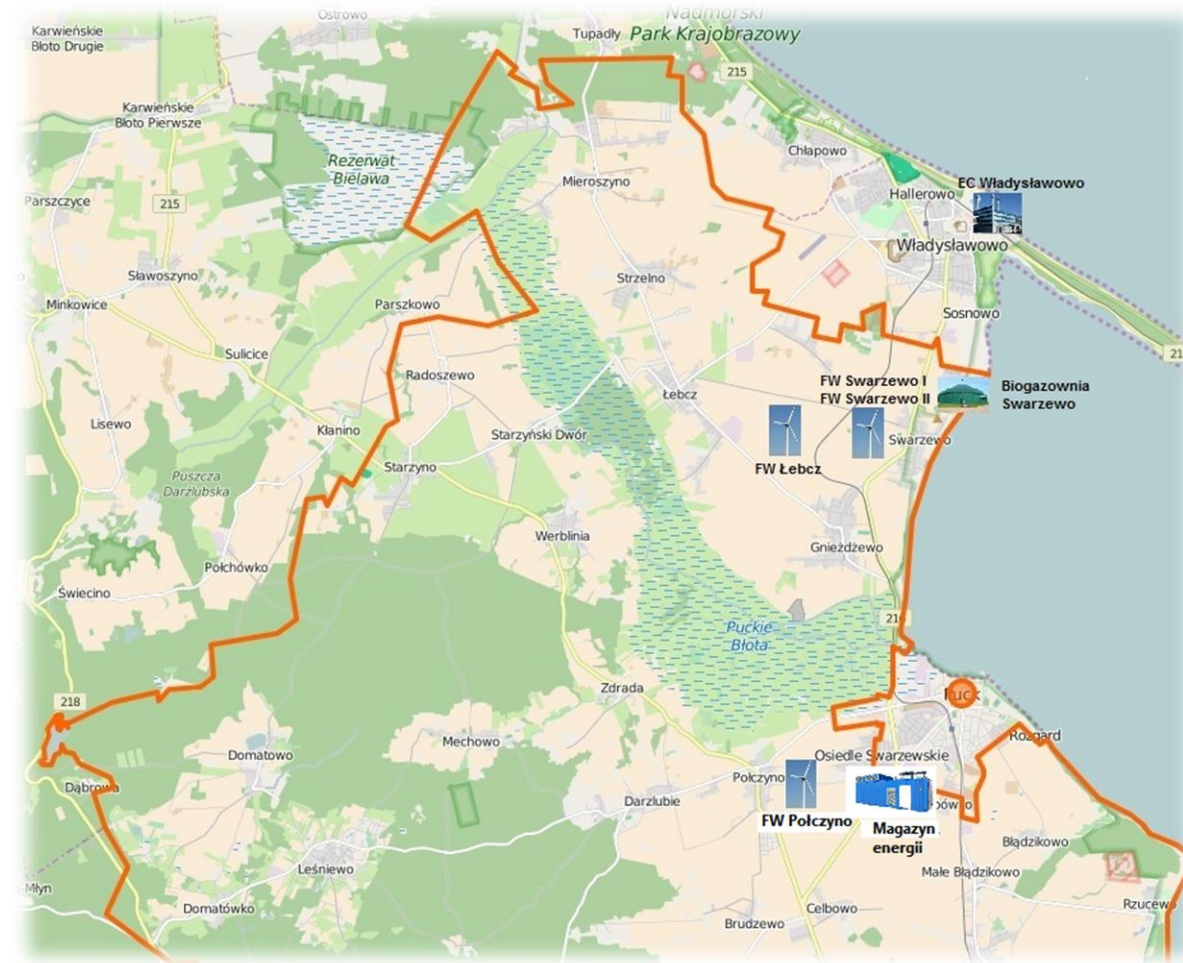 Ostrowo
Nadmorski
Park Krajobrazowy
Karwieńskie
Błoto Drugie
Tupadły
215
Karwieńskie
Błoto Pierwsze
Chłapowo
Rezerwat
Bielawa
Mieroszyno
Hallerowo
EC Władysławowo
Parszczyce
215
Władysławowo
Sławoszyno
Strzelno
Minkowice
Parszkowo
Sosnowo
Sulicice
Radoszewo
FW Swarzewo I
FW Swarzewo II
Biogazownia
Swarzewo
Łebcz
Lisewo
Kłanino
Starzyński Dwór
Swarzewo
Starzyno
FW Łebcz
Puszcza
Darżlubska
Werblinia
Gnieżdżewo
Połchówko
Świecino
216
Puckie
Błota
Zdrada
Puck
218
Rozgard
Domatowo
Mechowo
Osiedle Swarzewskie
Połczyno
Dąbrowa
Darzlubie
FW Połczyno
Magazyn
energii
Błądzikowo
Leśniewo
Małe Błądzikowo
Domatówko
Celbowo
Rzucewo
Brudzewo